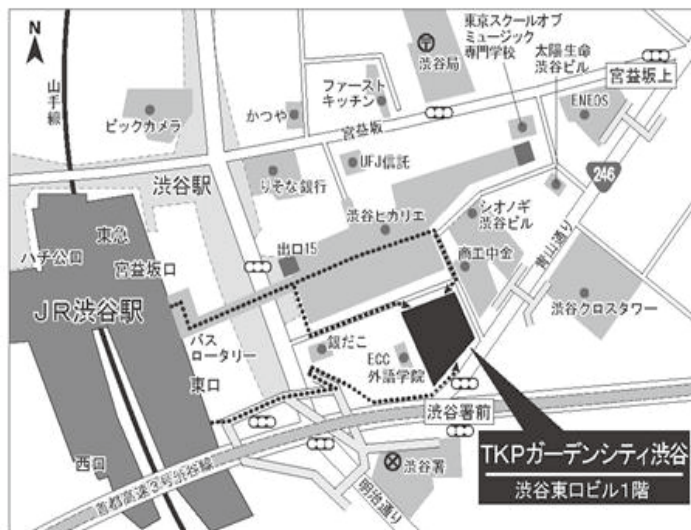 N
山手線
ビックカメラ
かつや
ファースト
キッチン
渋谷局
東京スクールオブ
ミュージック
専門学校
太陽生命
渋谷ビル
宮益坂上
ENEOS
宮益坂
246
渋谷駅
りそな銀行
UFJ信託
渋谷ヒカリエ
シオノギ
渋谷ビル
青山通り
東急
ハチ公口
宮益坂口
出口15
商工中金
渋谷クロスタワー
JR渋谷駅
バス
ロータリー
銀だこ
ECC
外語学院
東口
渋谷署前
西口
首都高速3号渋谷線
渋谷署
明治通り
TKPガーデンシティ渋谷
渋谷東口ビル1階